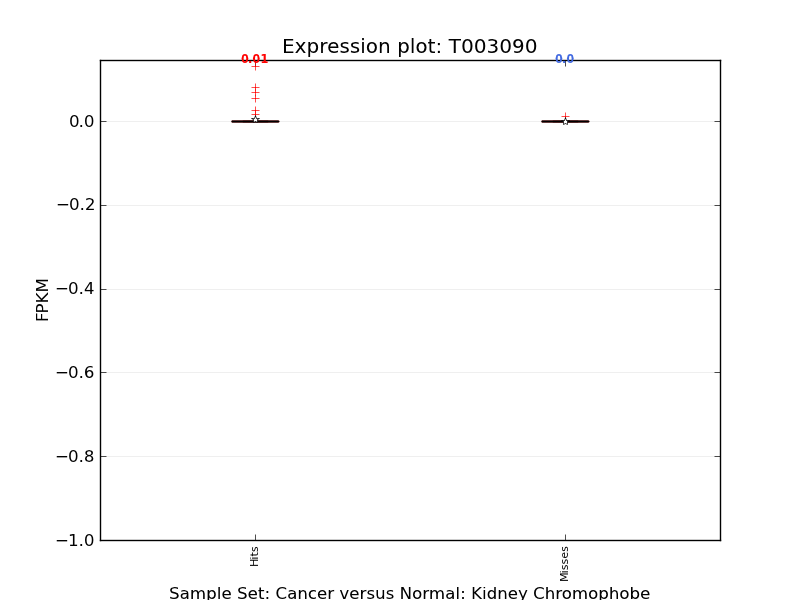 Expression plot: T003090
0.01
0.0
0.0
−0.2
−0.4
−0.6
−0.8
−1.0
FPKM
Hits
Misses
Sample Set: Cancer versus Normal: Kidney Chromophobe